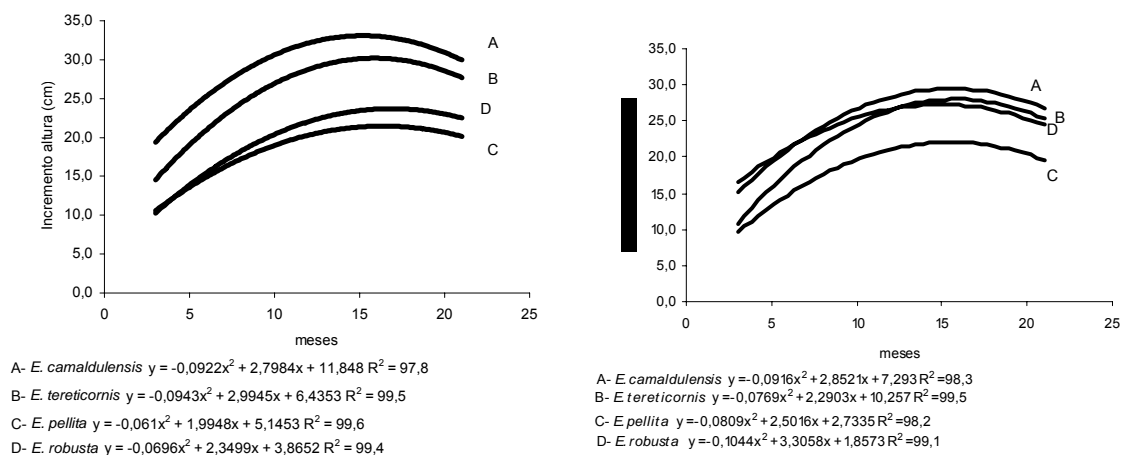 35,0
30,0
25,0
20,0
15,0
10,0
5,0
0,0
Incremento altura (cm)
A
B
D
C
0 5 10 15 20 25
meses
A- E. camaldulensis y = -0,0922x² + 2,7984x + 11,848 R² = 97,8
B- E. tereticornis y = -0,0943x² + 2,9945x + 6,4353 R² = 99,5
C- E. pellita y = -0,061x² + 1,9948x + 5,1453 R² = 99,6
D- E. robusta y = -0,0696x² + 2,3499x + 3,8652 R² = 99,4
35,0
30,0
25,0
20,0
15,0
10,0
5,0
0,0
A
B
D
C
0 5 10 15 20 25
meses
A- E.camaldulensis y=-0,0916x² + 2,8521x + 7,293 R²=98,3
B- E.tereticornis y=-0,0769x² + 2,2903x + 10,257 R²=99,5
C- E.pellita y=-0,0809x² + 2,5016x + 2,7335 R²=98,2
D- E.robusta y=-0,1044x² + 3,3058x + 1,8573 R²=99,1